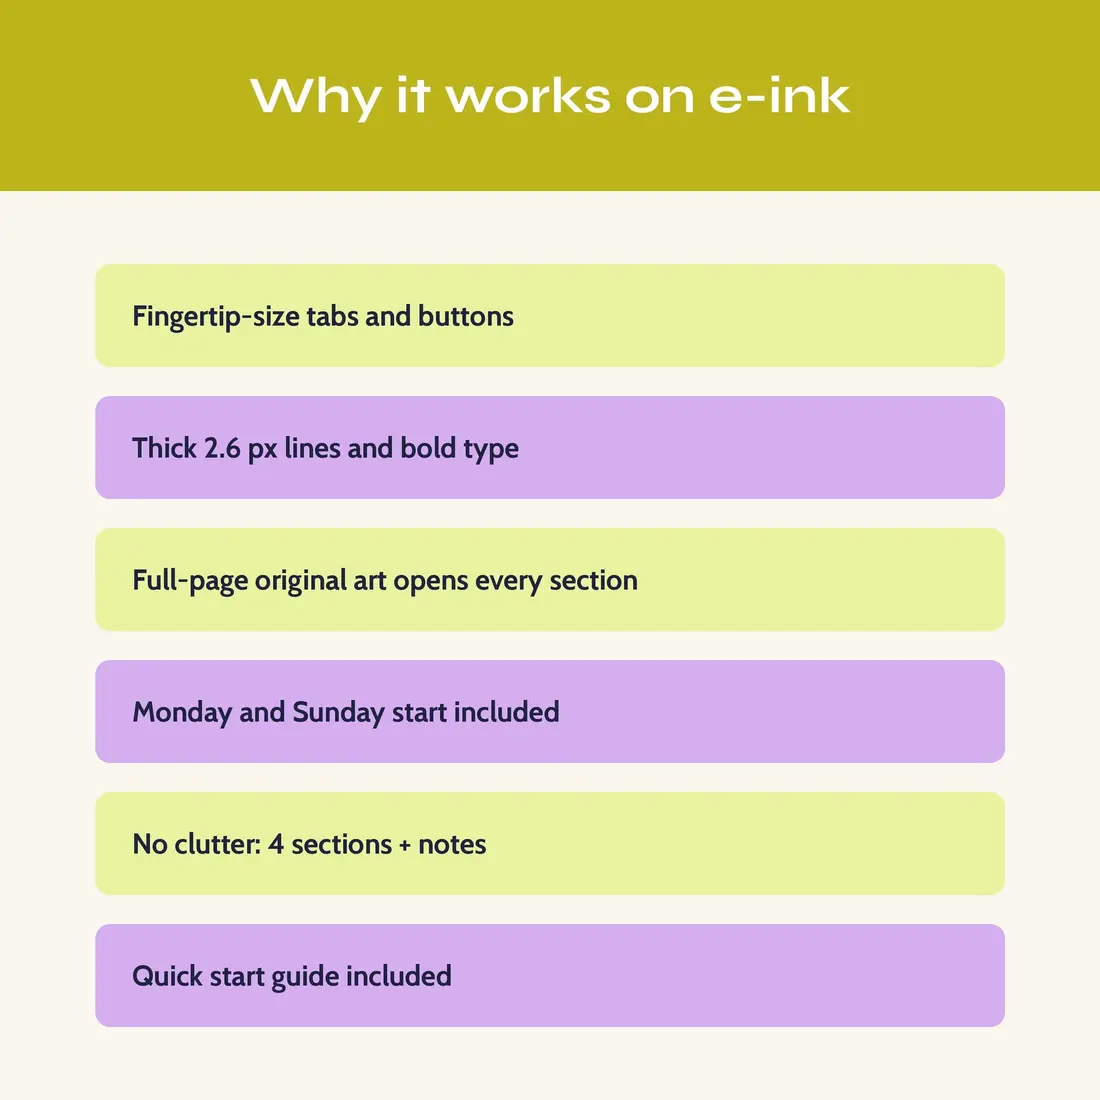 Why it works on e-ink
Fingertip-size tabs and buttons
Thick 2.6 px lines and bold type
Full-page original art opens every section
Monday and Sunday start included
No clutter: 4 sections + notes
Quick start guide included